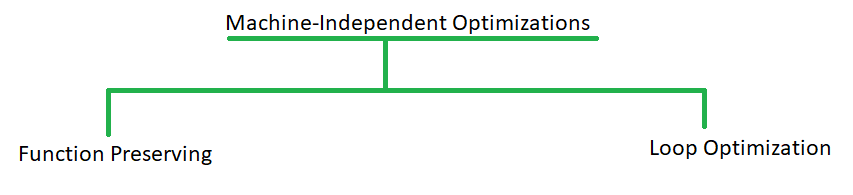 Machine-Independent Optimizations
Function Preserving
Loop Optimization